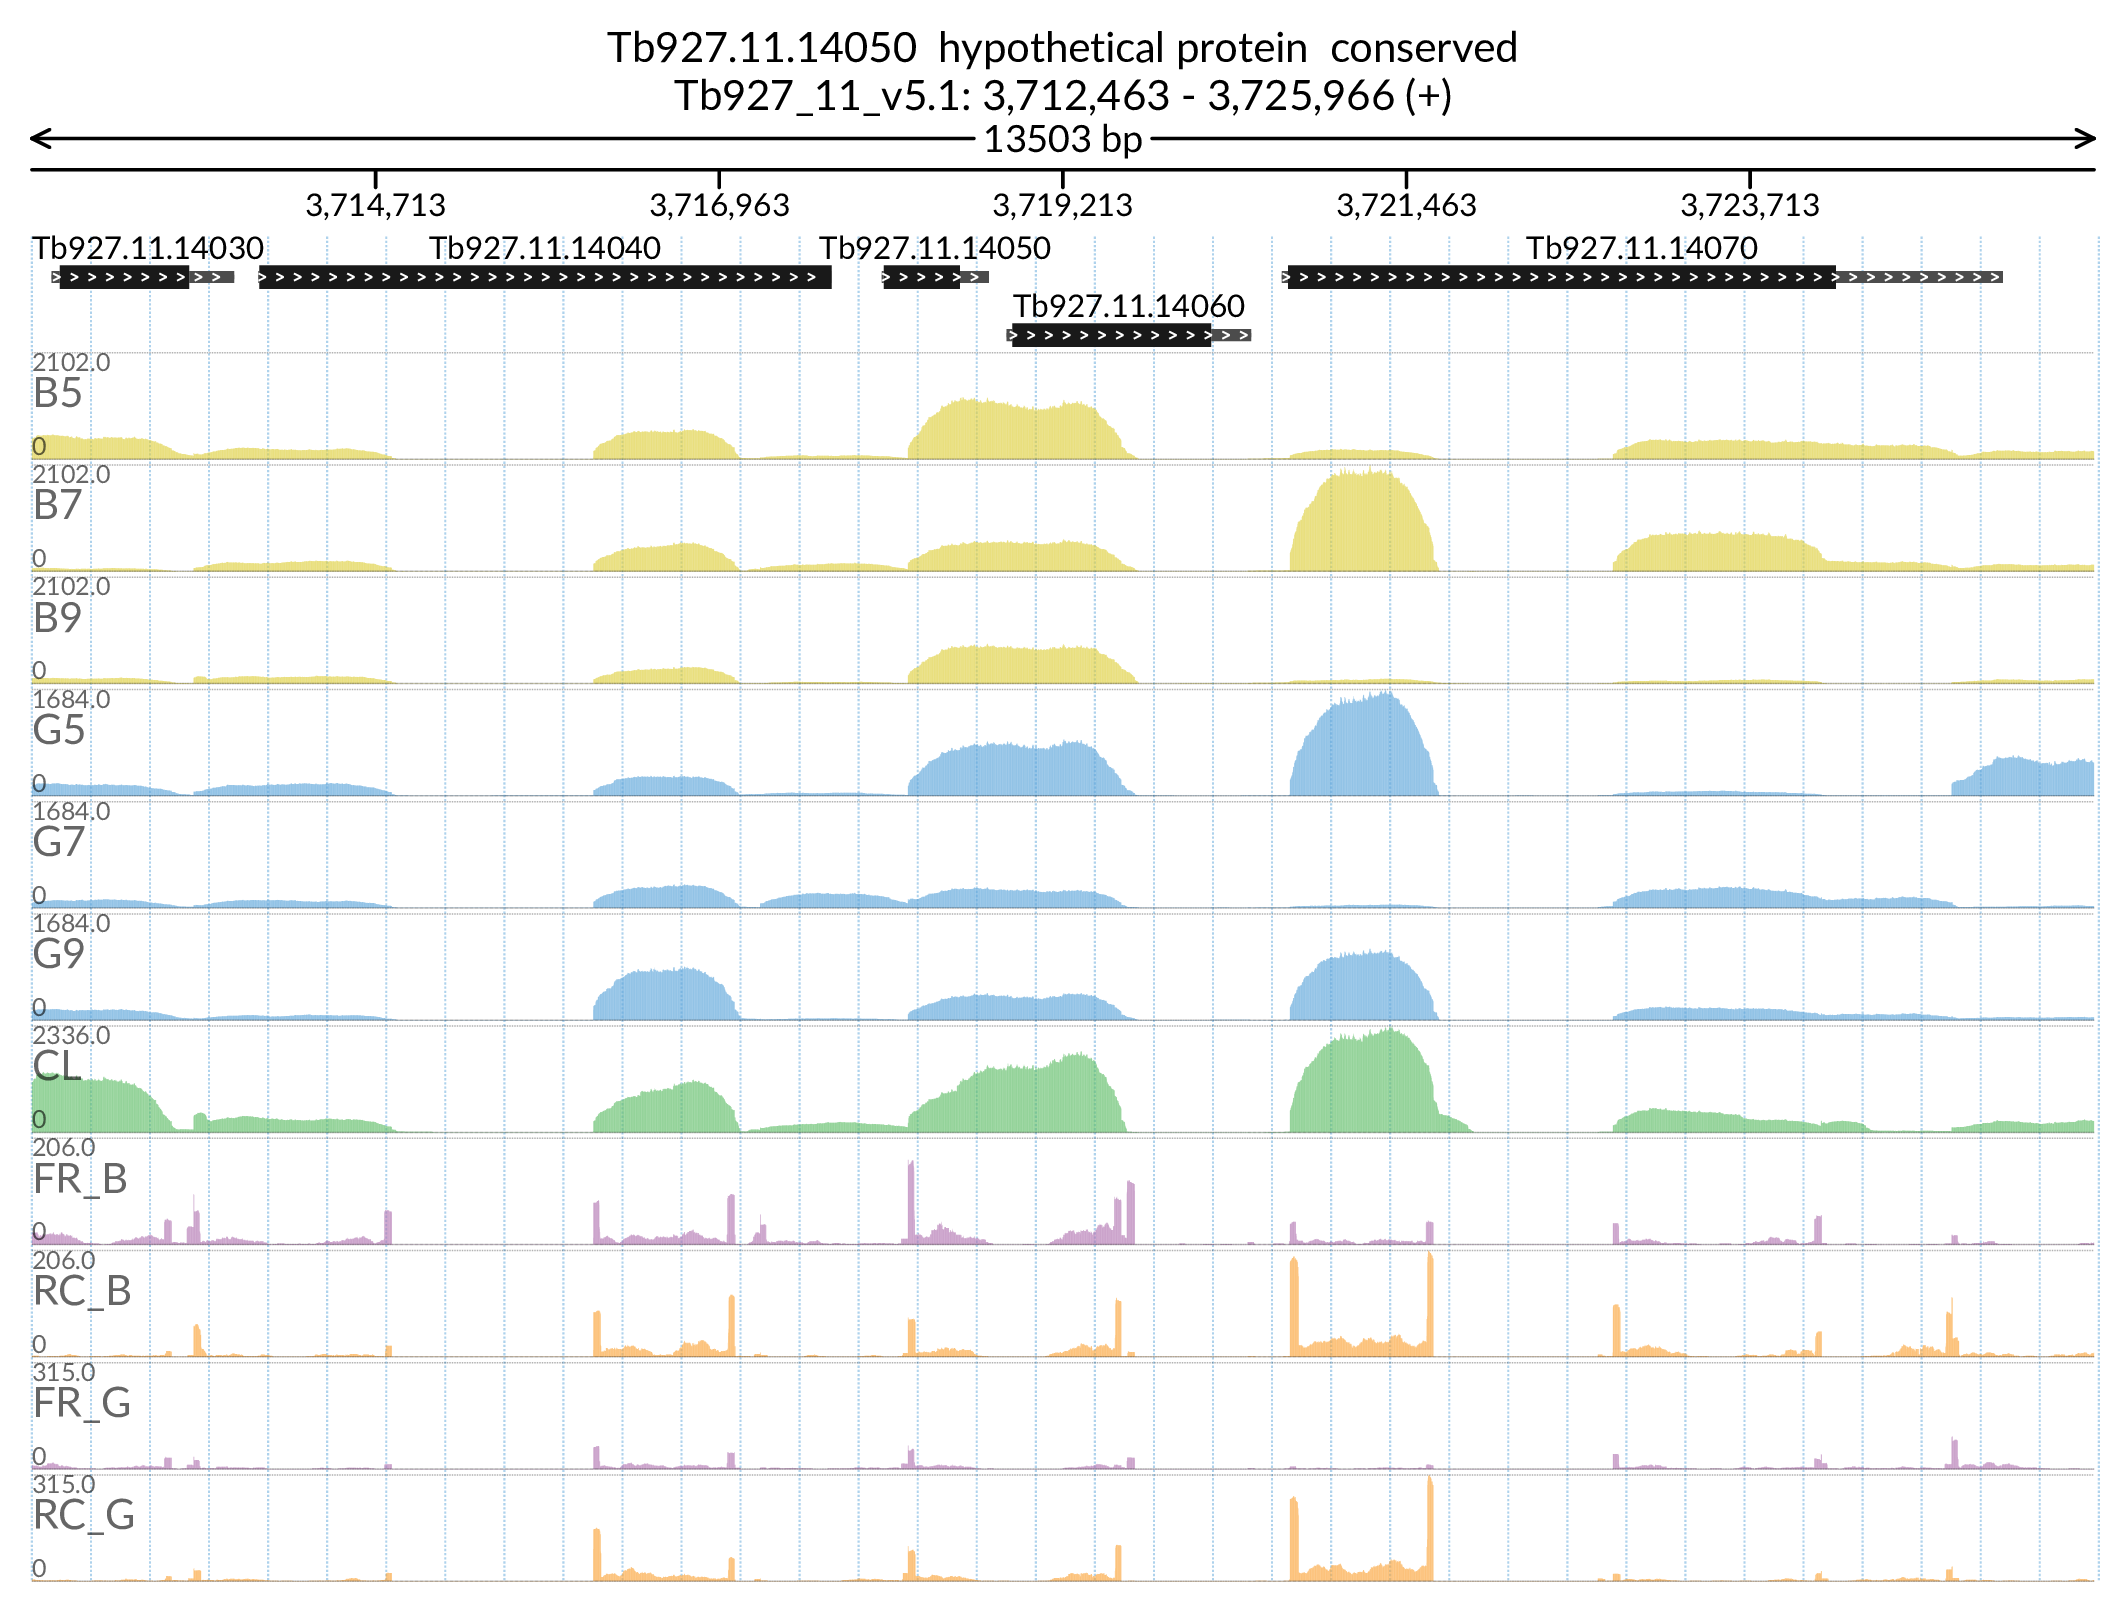 Tb927.11.14050 hypothetical protein conserved
Tb927_11_v5.1: 3,712,463 - 3,725,966 (+)
13503 bp
3,714,713 3,716,963 3,719,213 3,721,463 3,723,713
Tb927.11.14030 Tb927.11.14040 Tb927.11.14050 Tb927.11.14070
Tb927.11.14060
2102.0
B5
0
2102.0
B7
0
2102.0
B9
0
1684.0
G5
0
1684.0
G7
0
1684.0
G9
0
2336.0
CL
0
206.0
FR_B
0
206.0
RC_B
0
315.0
FR_G
0
315.0
RC_G
0